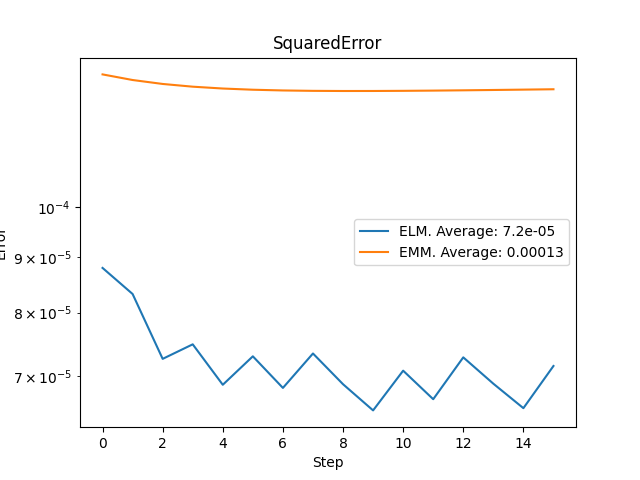 SquaredError
Error
10⁻⁴
9 × 10⁻⁵
8 × 10⁻⁵
7 × 10⁻⁵
ELM. Average: 7.2e-05
EMM. Average: 0.00013
0 2 4 6 8 10 12 14
Step